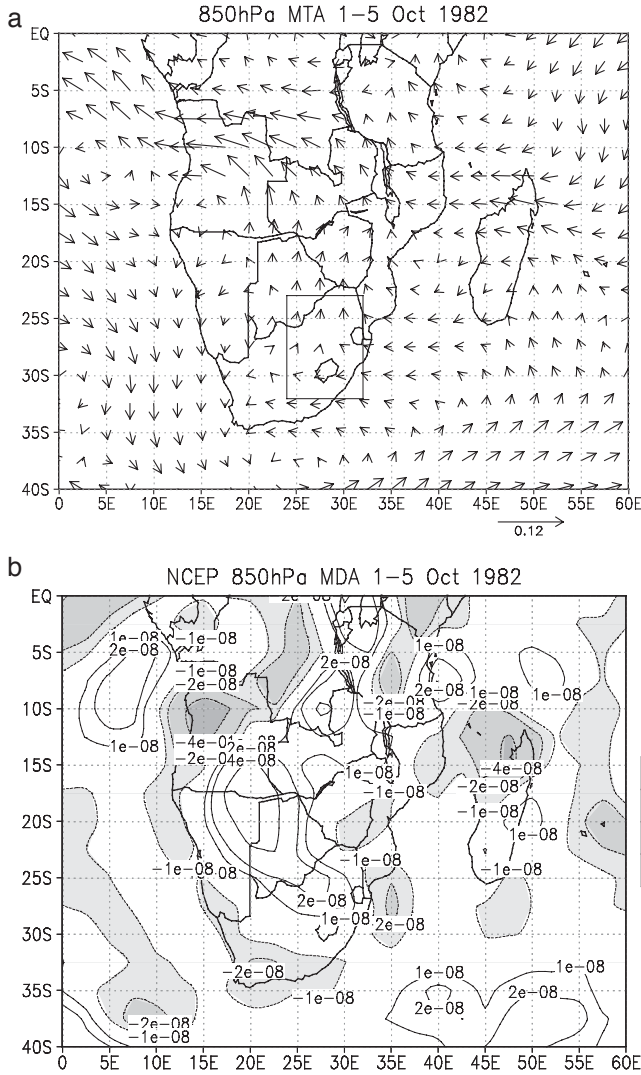 a
850hPa MTA 1-5 Oct 1982
EQ
5S
10S
15S
20S
25S
30S
35S
40S
0 5E 10E 15E 20E 25E 30E 35E 40E 45E 50E 55E 60E
0.12
b
NCEP 850hPa MDA 1-5 Oct 1982
EQ
2e-08
1e-08 -1e-08
2e-08 1e-08
5S
2e-08
-1e-08 1e-08
-2e-08 2e-08 1e-08
-2e-08 -2e-08
10S
-1e-08
1e-08 2e-08
4e-08
15S
1e-08 -4e-08
-1e-08 -2e-08
-1e-08
20S
1e-08
-1e-08
25S
-1e-08 -1e-08
2e-08
1e-08 2e-08
30S
-2e-08 1e-08 1e-08
35S
-1e-08 2e-08 2e-08
-2e-08
-1e-08
40S
0 5E 10E 15E 20E 25E 30E 35E 40E 45E 50E 55E 60E